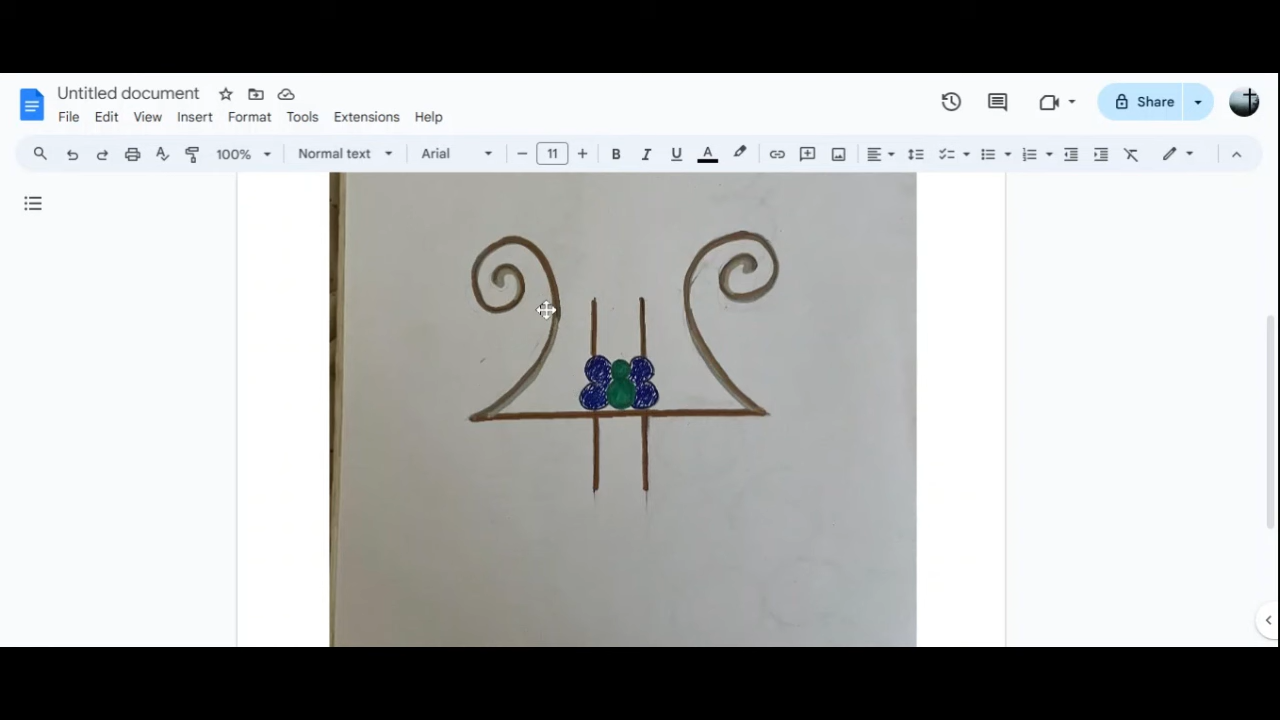 Untitled document
File Edit View Insert Format Tools Extensions Help
Share
100% Normal text Arial 11 B I U A